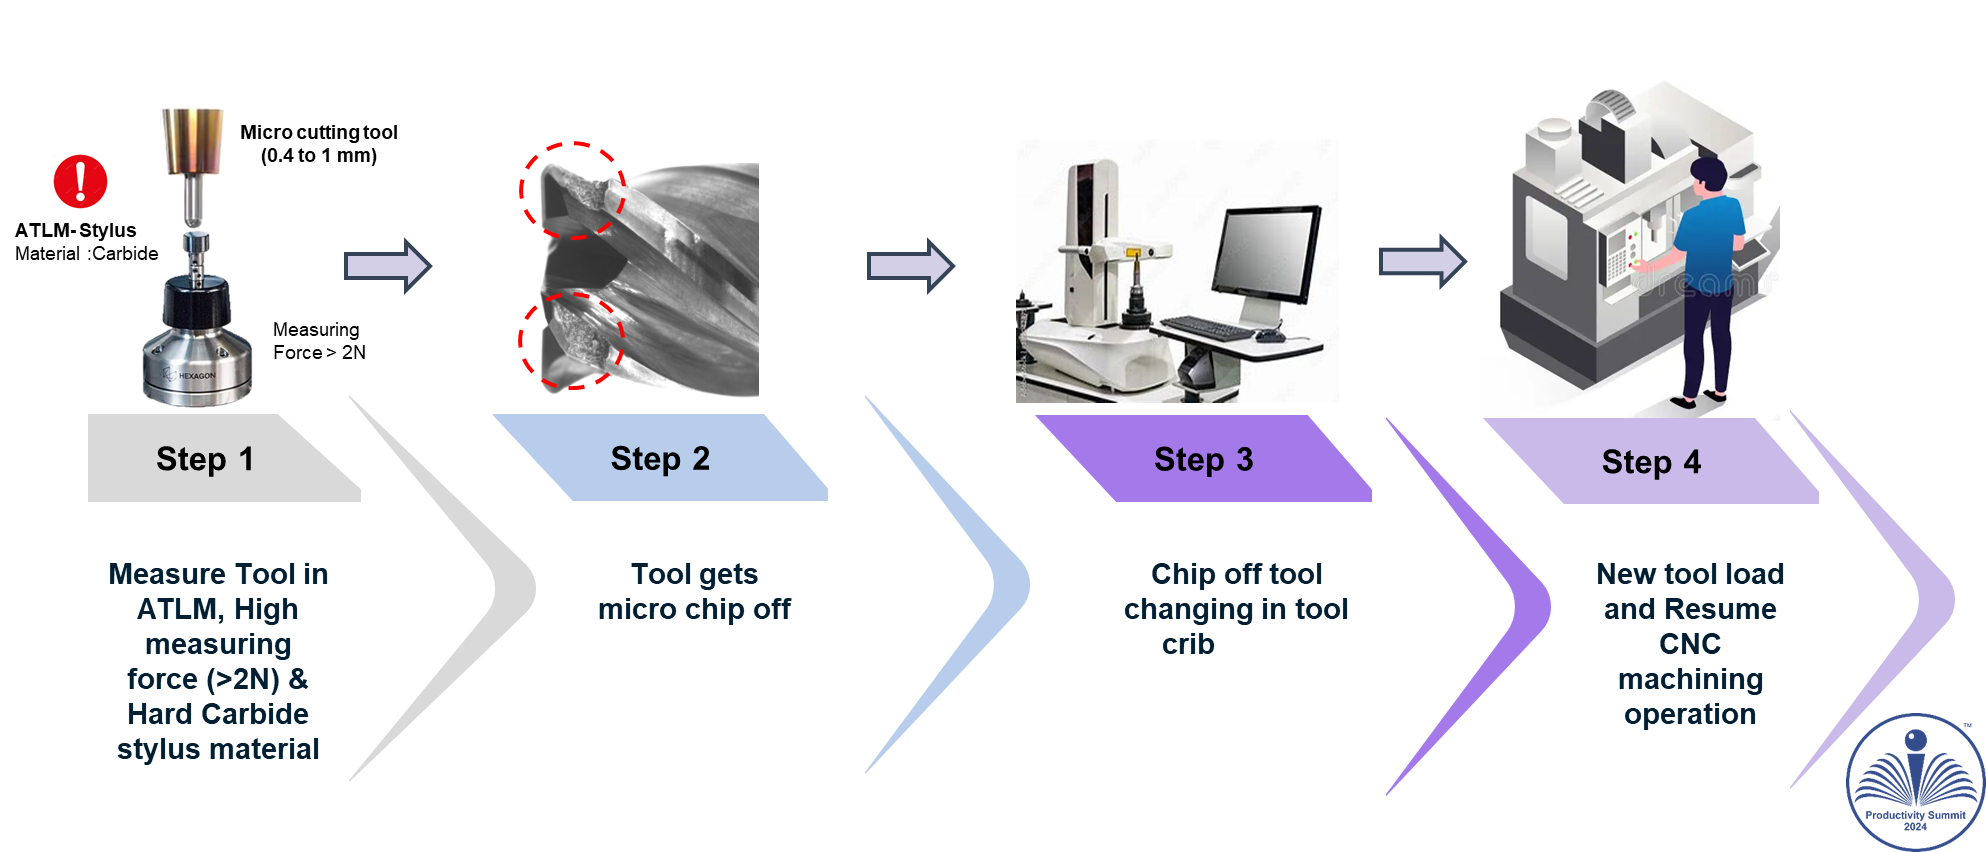 Micro cutting tool
(0.4 to 1 mm)
ATLM-Stylus
Material :Carbide
Measuring
Force > 2N
HEXAGON
dreams
Step 1
Step 2
Step 3
Step 4
Measure Tool in
ATLM, High
measuring
force (>2N) &
Hard Carbide
stylus material
Tool gets
micro chip off
Chip off tool
changing in tool
crib
New tool load
and Resume
CNC
machining
operation
TM
Productivity Summit
2024